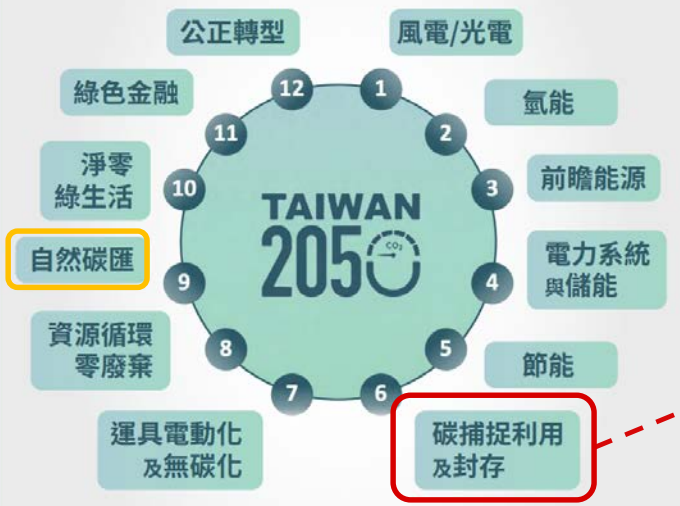 公正轉型
風電/光電
綠色金融
12
1
氫能
11
2
淨零
綠生活
10
3
前瞻能源
TAIWAN
2050
CO2
自然碳匯
9
4
電力系統
與儲能
資源循環
零廢棄
8
5
節能
7
6
運具電動化
及無碳化
碳捕捉利用
及封存